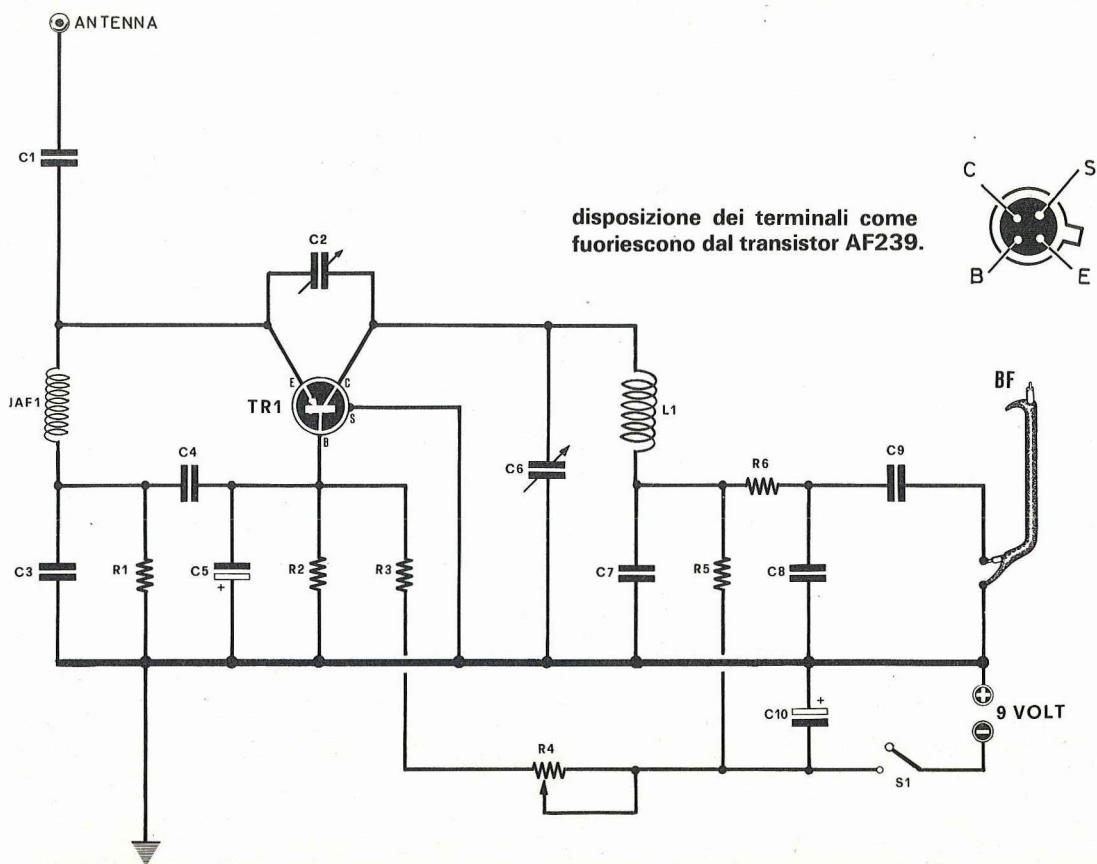 ANTENNA
C1
C2
disposizione dei terminali come
fuoriescono dal transistor AF239.
C
S
B
E
JAF1
E
C
TR1
S
B
L1
BF
C4
C6
R6
C9
C3
R1
C5
+
R2
R3
C7
R5
C8
C10
+
+
9 VOLT
-
R4
S1